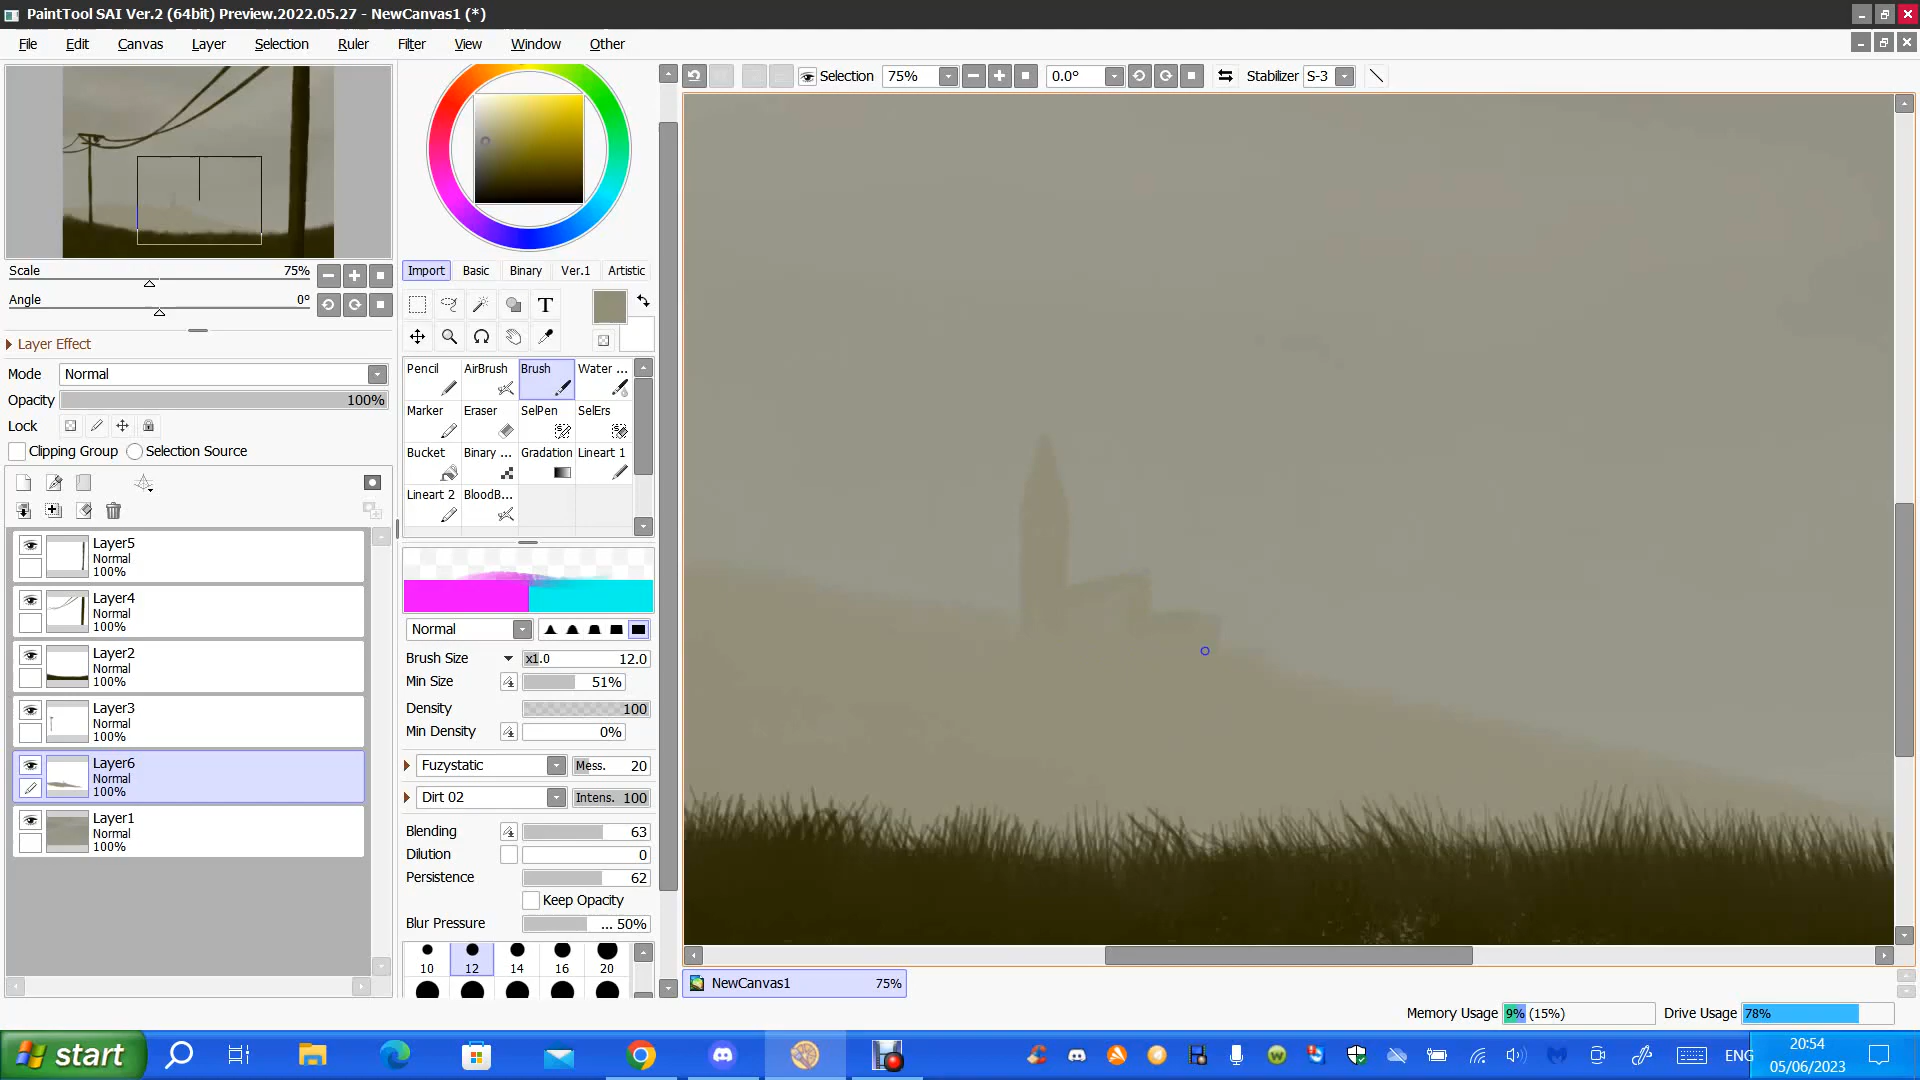 PaintTool SAI Ver.2 (64bit) Preview.2022.05.27 - NewCanvas1 (*)
File Edit Canvas Layer Selection Ruler Filter View Window Other
Selection 75% 0.0° Stabilizer S-3
Scale 75%
Angle 0°
Layer Effect
Mode Normal
Opacity 100%
Lock
Clipping Group Selection Source
Layer5
Normal
100%
Layer4
Normal
100%
Layer2
Normal
100%
Layer3
Normal
100%
Layer6
Normal
100%
Layer1
Normal
100%
Import Basic Binary Ver.1 Artistic
T
Pencil AirBrush Brush Water ...
Marker Eraser SelPen SelErs
Bucket Binary ... Gradation Lineart 1
Lineart 2 BloodB...
Normal
Brush Size x1.0 12.0
Min Size 51%
Density 100
Min Density 0%
Fuzystatic Mess. 20
Dirt 02 Intens. 100
Blending 63
Dilution 0
Persistence 62
Keep Opacity
Blur Pressure ... 50%
10 12 14 16 20
NewCanvas1 75%
Memory Usage 9% (15%) Drive Usage 78%
start
ENG
20:54
05/06/2023